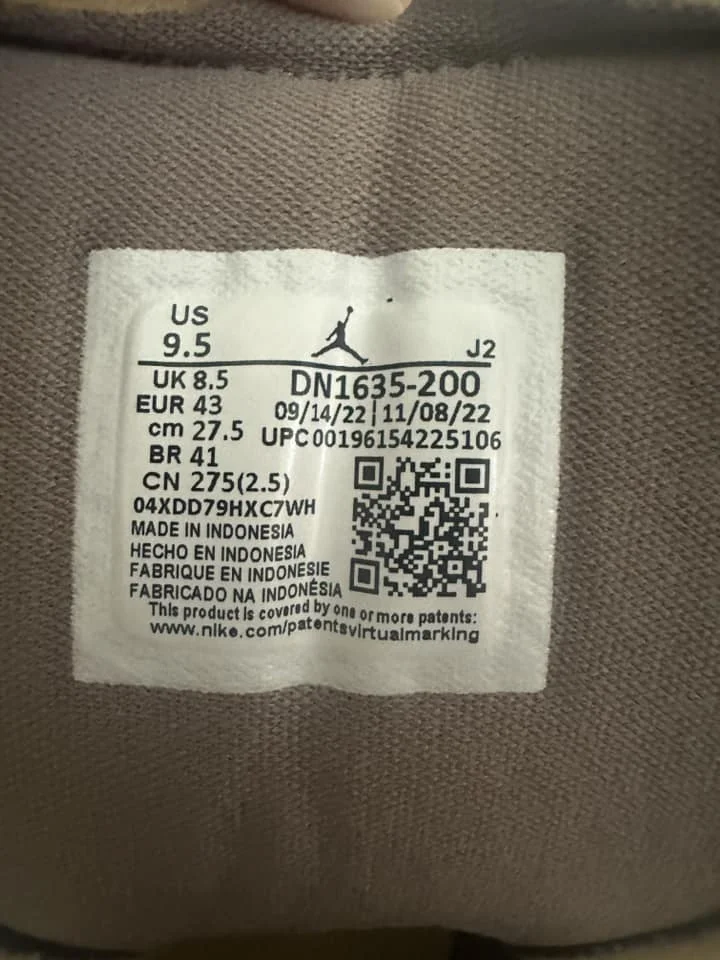 US
9.5
J2
UK 8.5
EUR 43
cm 27.5
BR 41
CN 275(2.5)
DN1635-200
09/14/22 | 11/08/22
UPC00196154225106
04XDD79HXC7WH
MADE IN INDONESIA
HECHO EN INDONESIA
FABRIQUE EN INDONESIE
FABRICADO NA INDONÉSIA
This product is covered by one or more patents:
www.nike.com/patentsvirtualmarking